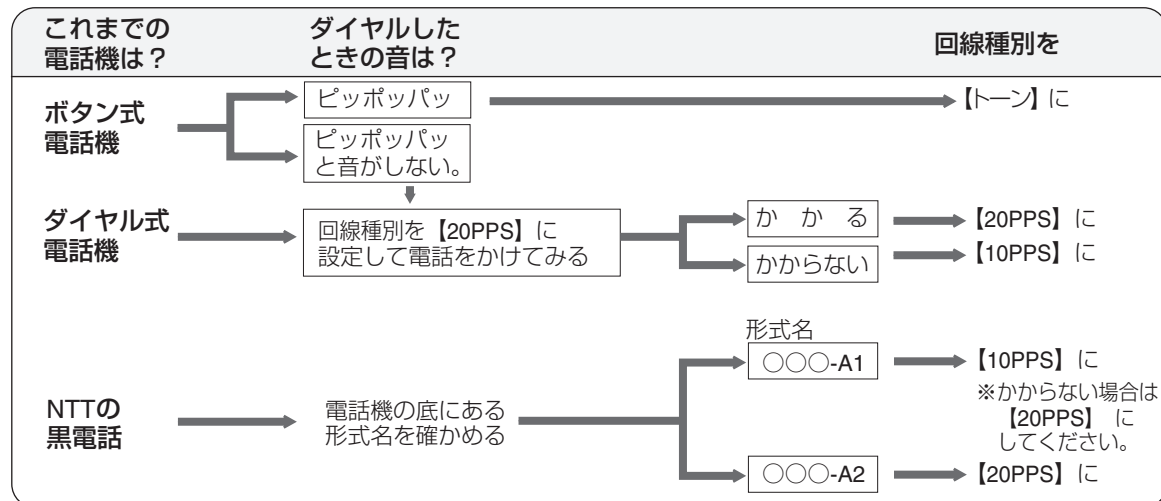 これまでの
電話機は？
ダイヤルした
ときの音は？
回線種別を
ボタン式
電話機
ピッポッパッ
【トーン】に
ピッポッパッ
と音がしない。
ダイヤル式
電話機
回線種別を【20PPS】に
設定して電話をかけてみる
かかる
【20PPS】に
かからない
【10PPS】に
NTTの
黒電話
電話機の底にある
形式名を確かめる
形式名
○○○-A1
【10PPS】に
※かからない場合は
【20PPS】に
してください。
○○○-A2
【20PPS】に